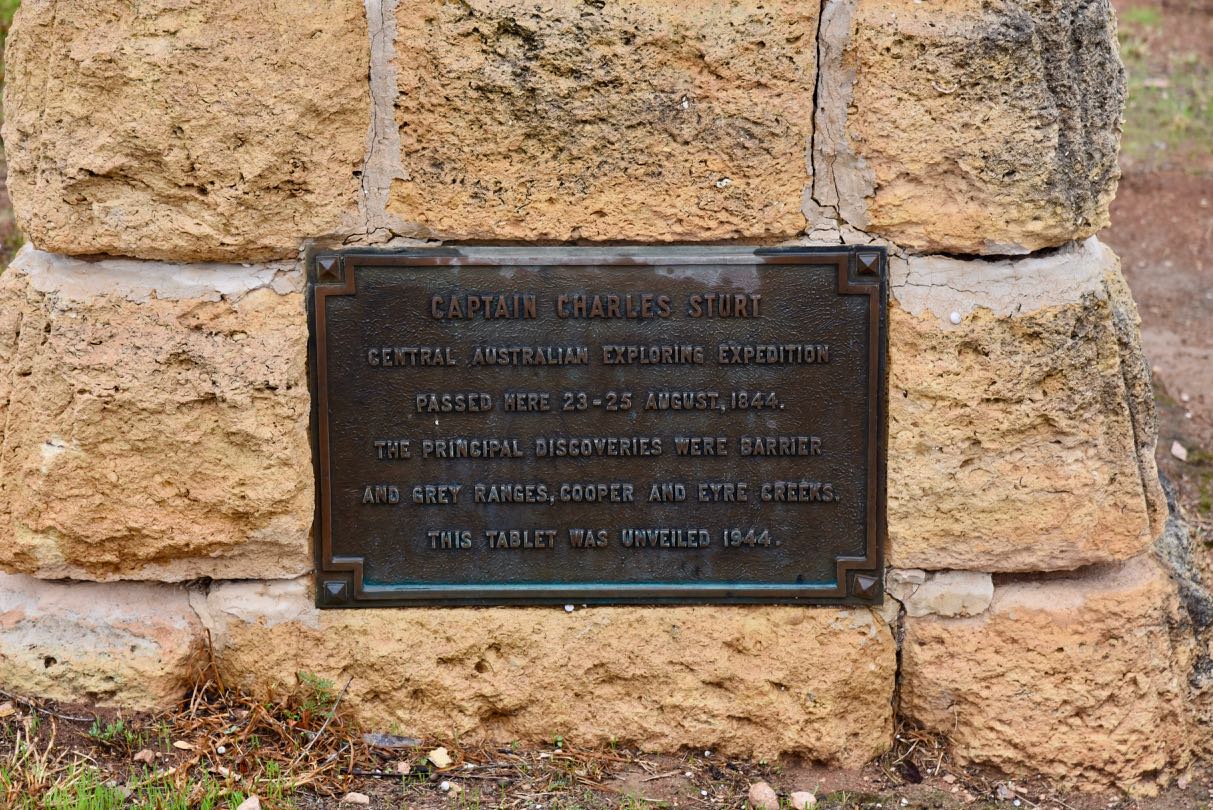 CAPTAIN CHARLES STURT
CENTRAL AUSTRALIAN EXPLORING EXPEDITION
PASSED HERE 23-25 AUGUST, 1844.
THE PRINCIPAL DISCOVERIES WERE BARRIER
AND GREY RANGES, COOPER AND EYRE CREEKS.
THIS TABLET WAS UNVEILED 1944.